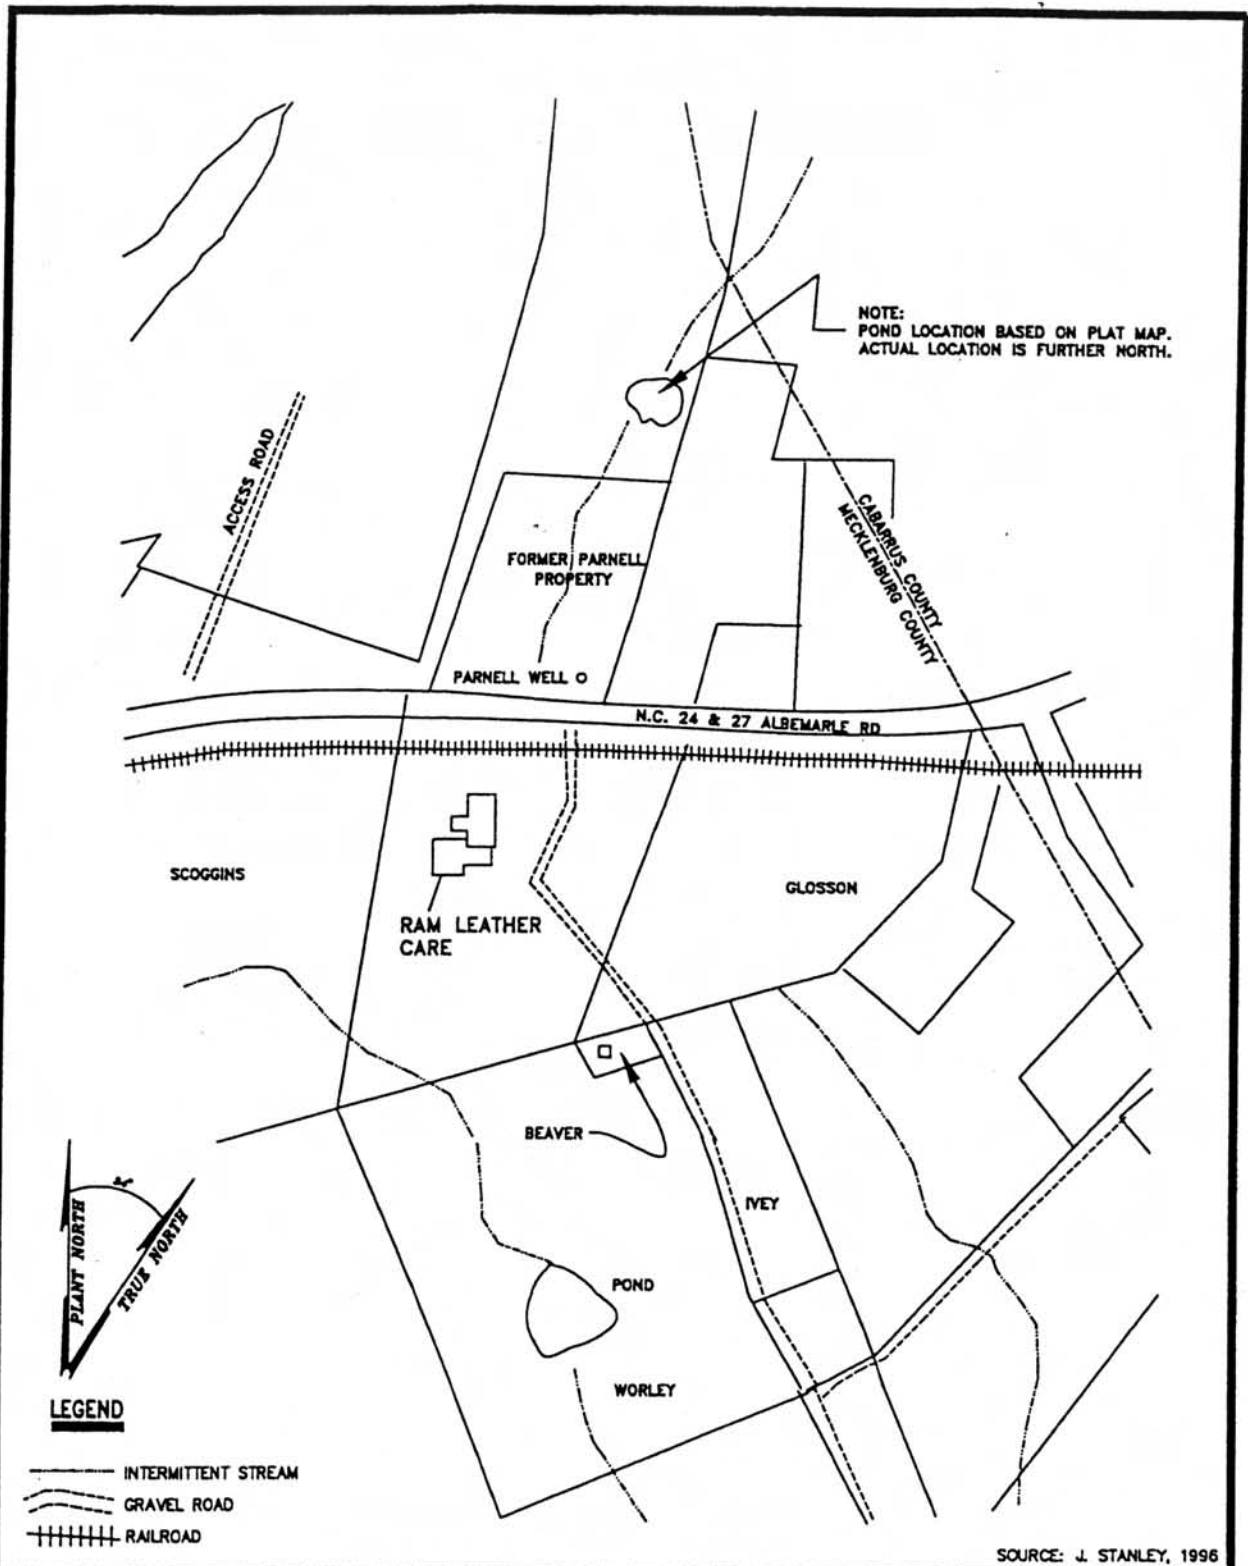 NOTE:
POND LOCATION BASED ON PLAT MAP.
ACTUAL LOCATION IS FURTHER NORTH.
ACCESS ROAD
CABARRUS COUNTY
MECKLENBURG COUNTY
FORMER PARNELL
PROPERTY
PARNELL WELL
N.C. 24 & 27 ALBEMARLE RD
SCOGGINS
GLOSSON
RAM LEATHER
CARE
BEAVER
IVEY
PLANT NORTH
TRUE NORTH
POND
WORLEY
LEGEND
INTERMITTENT STREAM
GRAVEL ROAD
RAILROAD
SOURCE: J. STANLEY, 1996